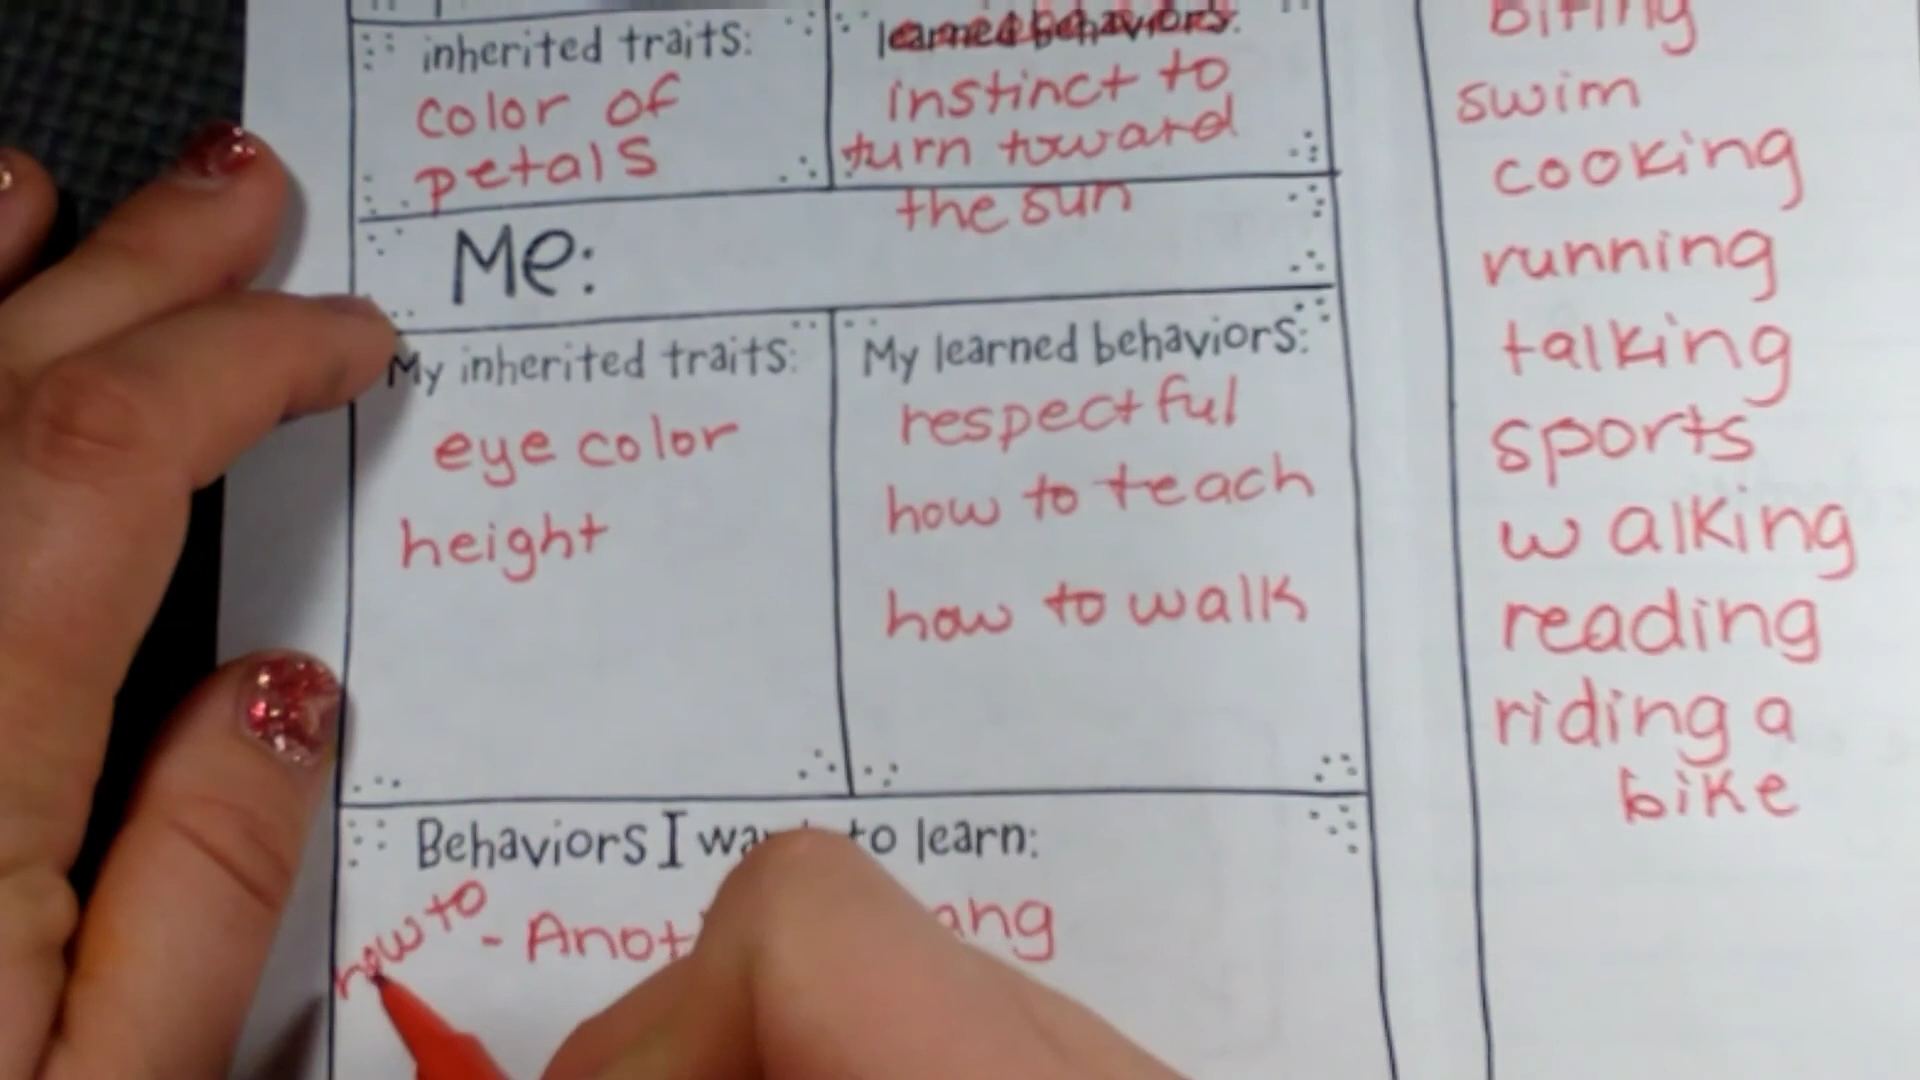 inherited traits:
color of
petals
learned behaviors:
instinct to
turn toward
the sun
Me:
My inherited traits:
eye color
height
My learned behaviors:
respectful
how to teach
how to walk
Behaviors I want to learn:
how to
-
biting
swim
cooking
running
talking
sports
walking
reading
riding a
bike